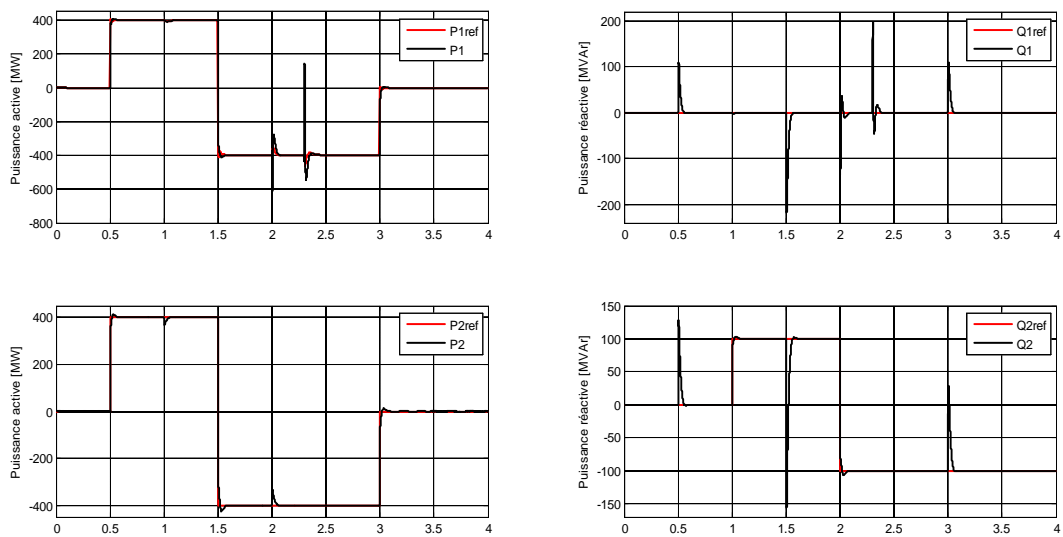 Puissance active [MW]
400
200
0
-200
-400
-600
-800
P1ref
P1
0 0.5 1 1.5 2 2.5 3 3.5 4
Puissance réactive [MVAr]
200
100
0
-100
-200
Q1ref
Q1
0 0.5 1 1.5 2 2.5 3 3.5 4
Puissance active [MW]
400
200
0
-200
-400
P2ref
P2
0 0.5 1 1.5 2 2.5 3 3.5 4
Puissance réactive [MVAr]
150
100
50
0
-50
-100
-150
Q2ref
Q2
0 0.5 1 1.5 2 2.5 3 3.5 4